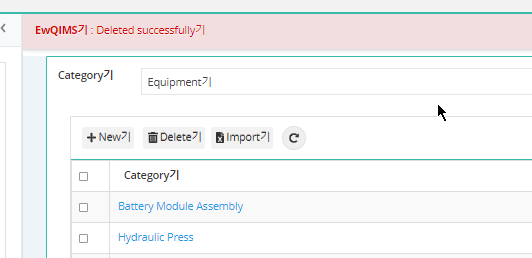 EwQIMS기 : Deleted successfully기
Category기
Equipment기
New기 Delete기 Import기
Category기
Battery Module Assembly
Hydraulic Press